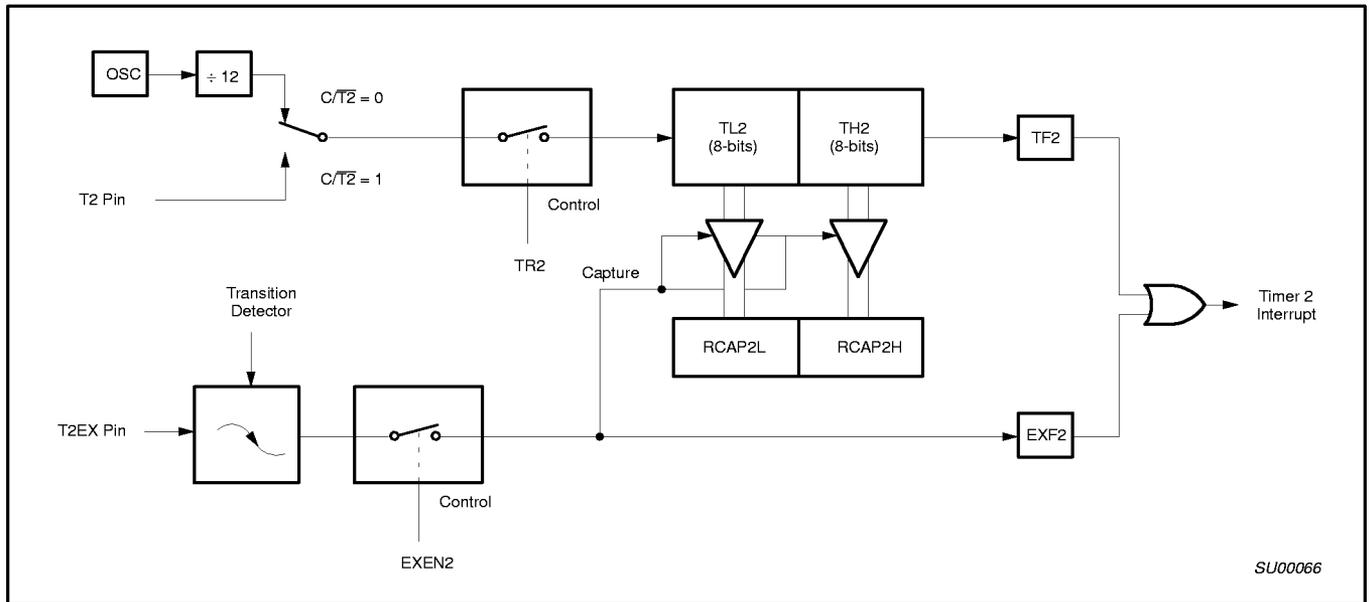 OSC
÷ 12
C/T2 = 0
C/T2 = 1
T2 Pin
Control
TR2
TL2
(8-bits)
TH2
(8-bits)
TF2
Capture
RCAP2L
RCAP2H
Timer 2
Interrupt
Transition
Detector
T2EX Pin
Control
EXEN2
EXF2
SU00066